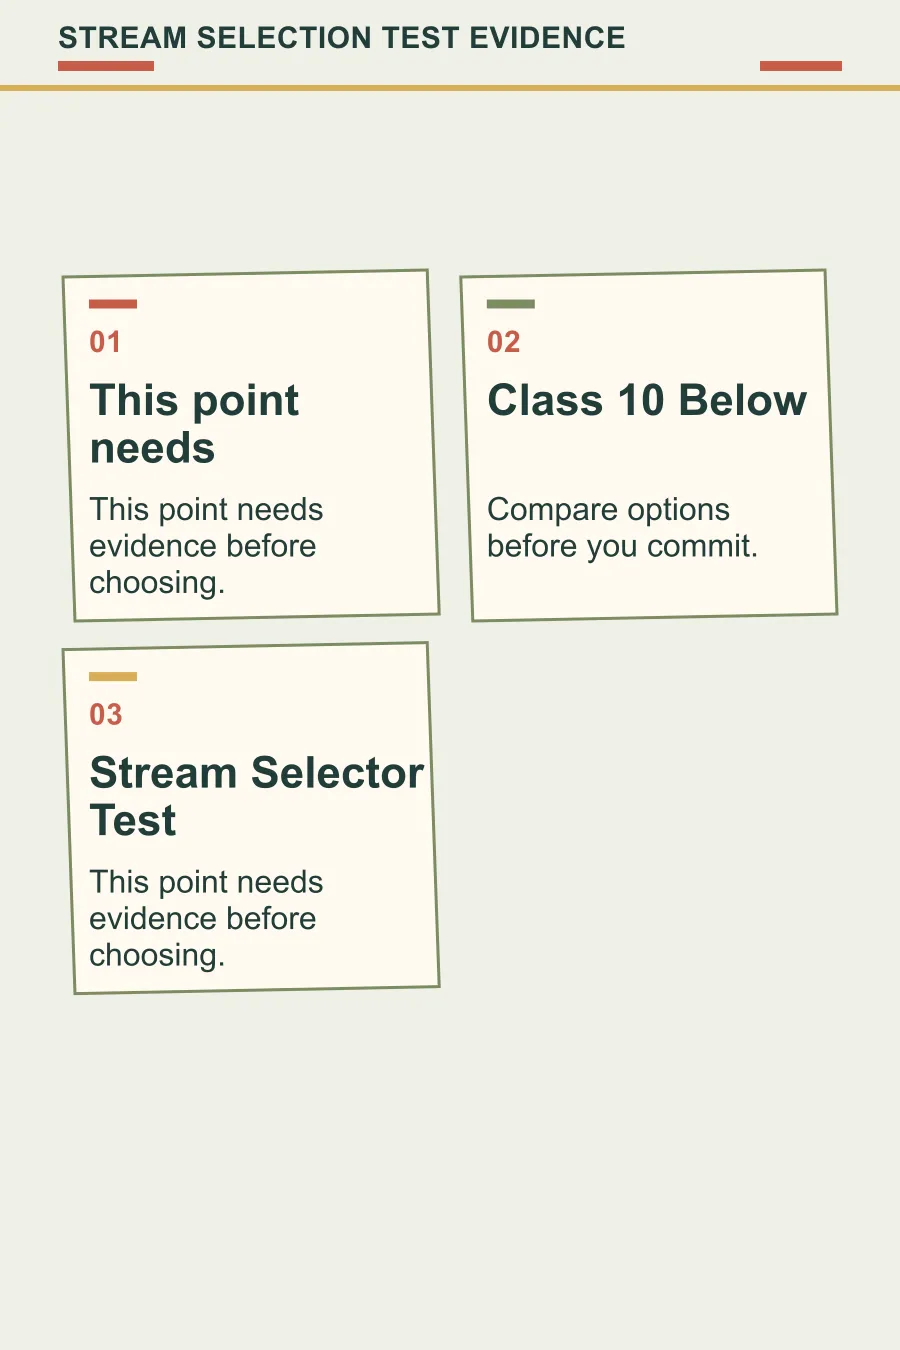 STREAM SELECTION TEST EVIDENCE
01
This point
needs
This point needs
evidence before
choosing.
02
Class 10 Below
Compare options
before you commit.
03
Stream Selector
Test
This point needs
evidence before
choosing.